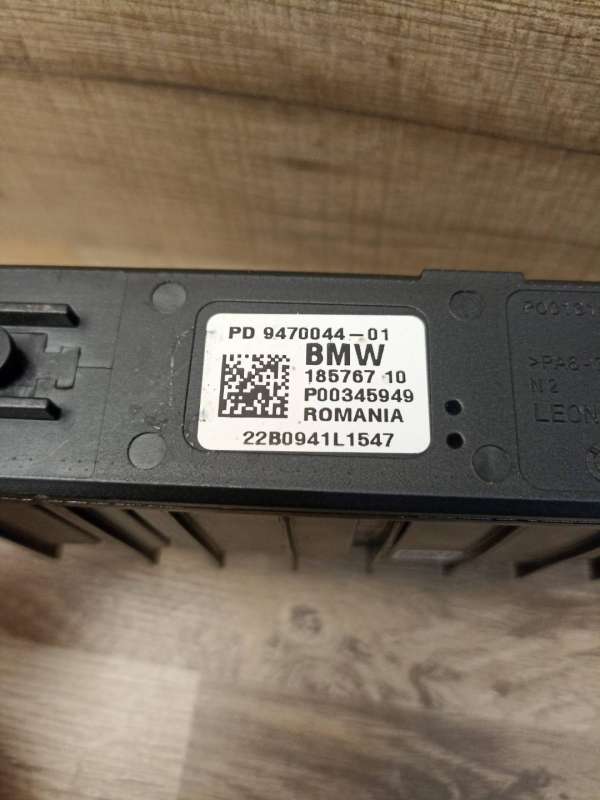 PD 9470044-01
BMW
185767 10
P00345949
ROMANIA
22B0941L1547